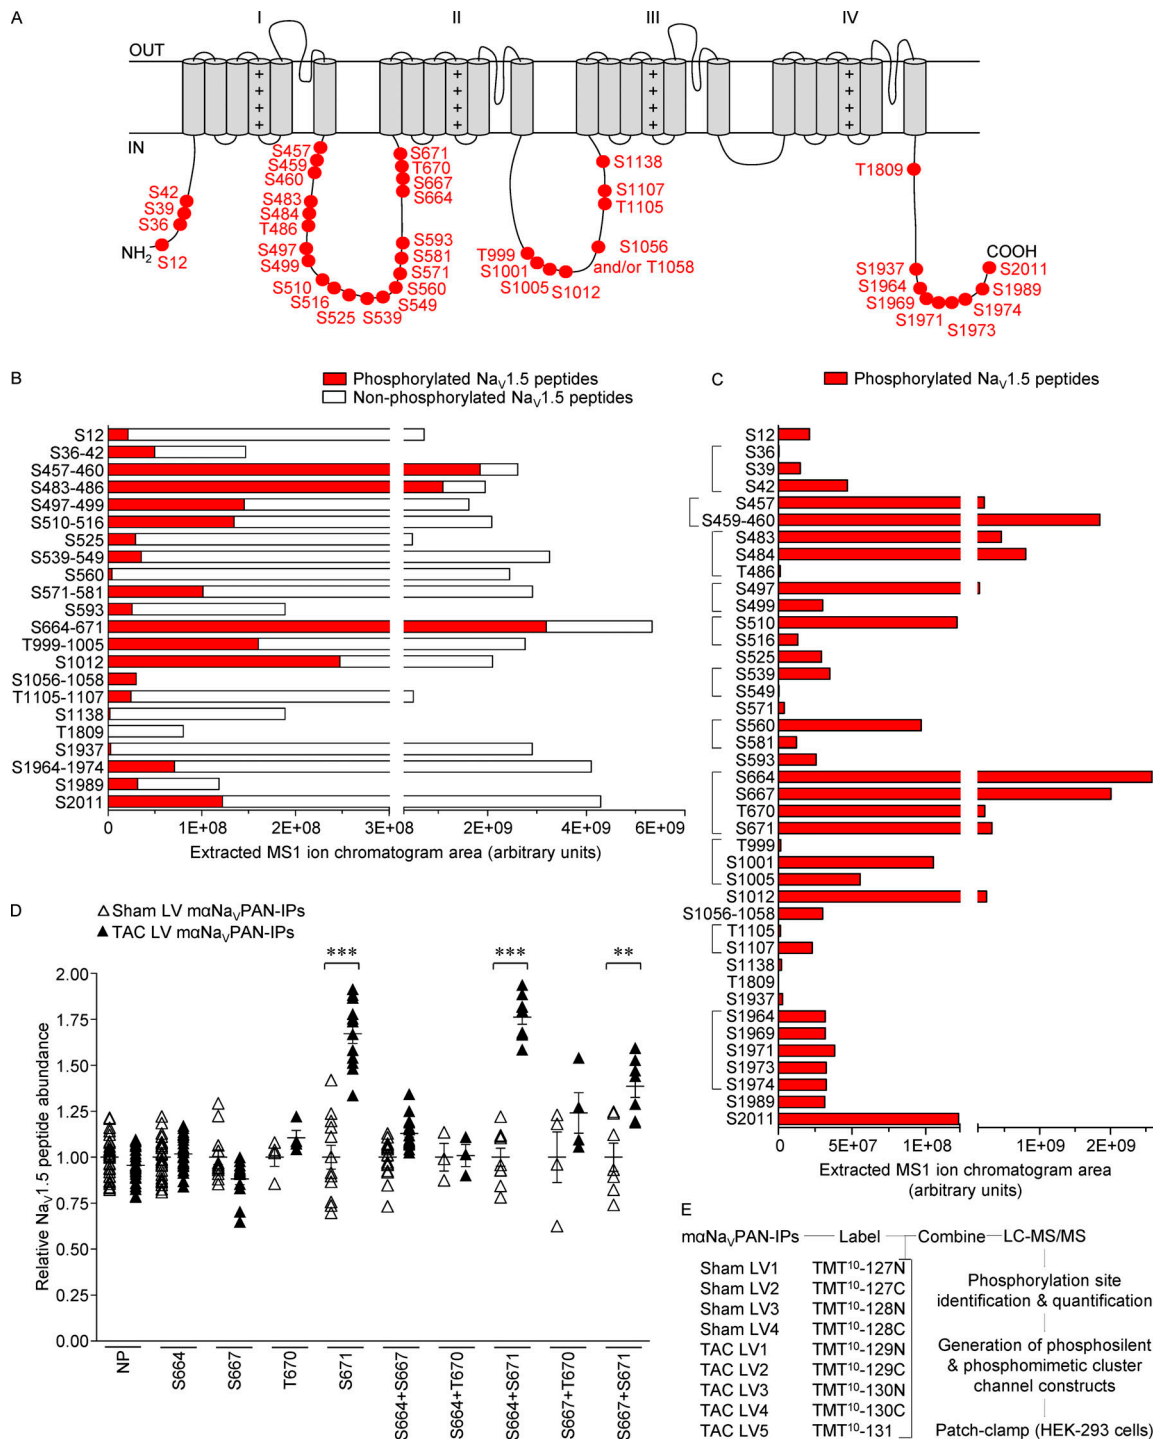 A
I
II
III
IV
OUT
IN
+ + + +
+ + + +
+ + + +
+ + + +
NH2
S12
S36
S39
S42
S457
S459
S460
S483
S484
T486
S497
S499
S510
S516
S525
S539
S549
S560
S571
S581
S593
S664
S667
T670
S671
T999
S1001
S1005
S1012
S1056
and/or T1058
T1105
S1107
S1138
T1809
S1937
S1964
S1969
S1971
S1973
S1974
S1989
S2011
COOH
B
Phosphorylated NaV1.5 peptides
Non-phosphorylated NaV1.5 peptides
S12
S36-42
S457-460
S483-486
S497-499
S510-516
S525
S539-549
S560
S571-581
S593
S664-671
T999-1005
S1012
S1056-1058
T1105-1107
S1138
T1809
S1937
S1964-1974
S1989
S2011
0 1E+08 2E+08 3E+08 2E+09 4E+09 6E+09
Extracted MS1 ion chromatogram area (arbitrary units)
C
Phosphorylated NaV1.5 peptides
S12
S36
S39
S42
S457
S459-460
S483
S484
T486
S497
S499
S510
S516
S525
S539
S549
S571
S560
S581
S593
S664
S667
T670
S671
T999
S1001
S1005
S1012
S1056-1058
T1105
S1107
S1138
T1809
S1937
S1964
S1969
S1971
S1973
S1974
S1989
S2011
0 5E+07 1E+08 1E+09 2E+09
Extracted MS1 ion chromatogram area
(arbitrary units)
D
△ Sham LV mαNaVPAN-IPs
▲ TAC LV mαNaVPAN-IPs
***
***
**
Relative NaV1.5 peptide abundance
2.00
1.75
1.50
1.25
1.00
0.75
0.50
0.25
0.00
NP
S664
S667
T670
S671
S664+S667
S664+T670
S664+S671
S667+T670
S667+S671
E
mαNaVPAN-IPs Label Combine LC-MS/MS
Sham LV1 TMT10-127N
Sham LV2 TMT10-127C
Sham LV3 TMT10-128N
Sham LV4 TMT10-128C
TAC LV1 TMT10-129N
TAC LV2 TMT10-129C
TAC LV3 TMT10-130N
TAC LV4 TMT10-130C
TAC LV5 TMT10-131
Phosphorylation site
identification & quantification
Generation of phosphosilent
& phosphomimetic cluster
channel constructs
Patch-clamp (HEK-293 cells)